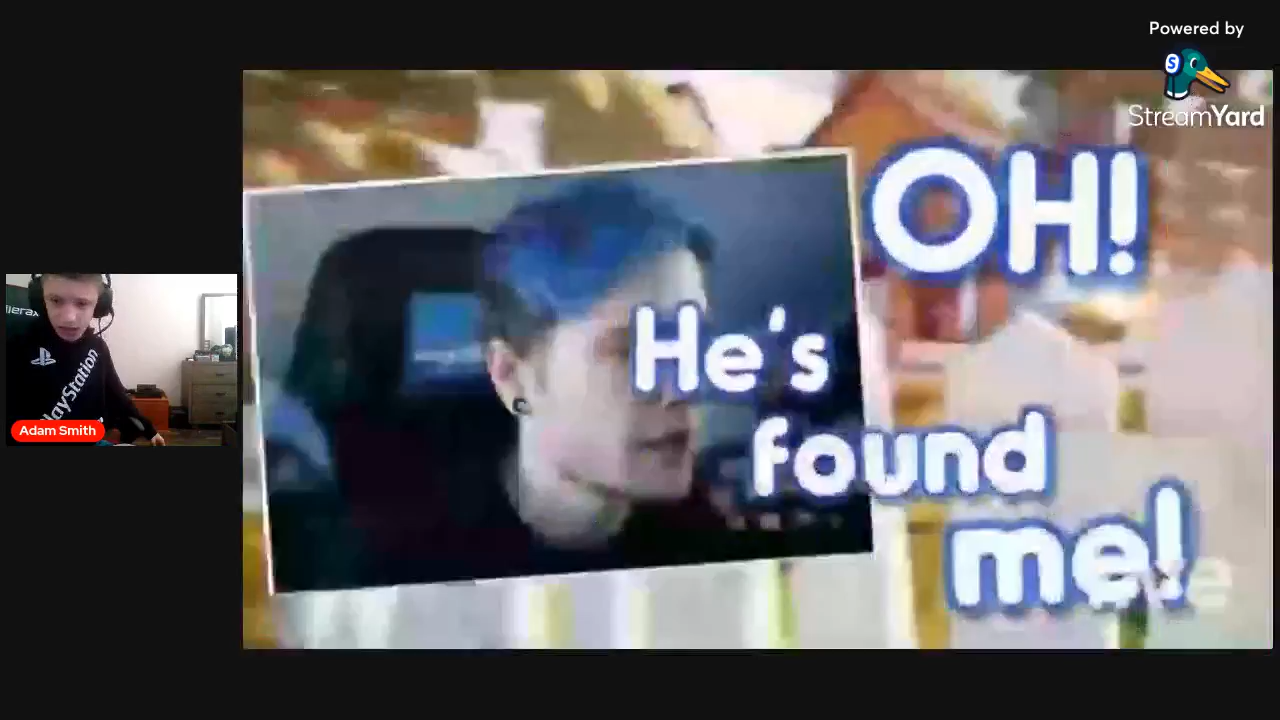 Powered by
S
StreamYard
OH!
He's
found
me!
PlayStation
Adam Smith